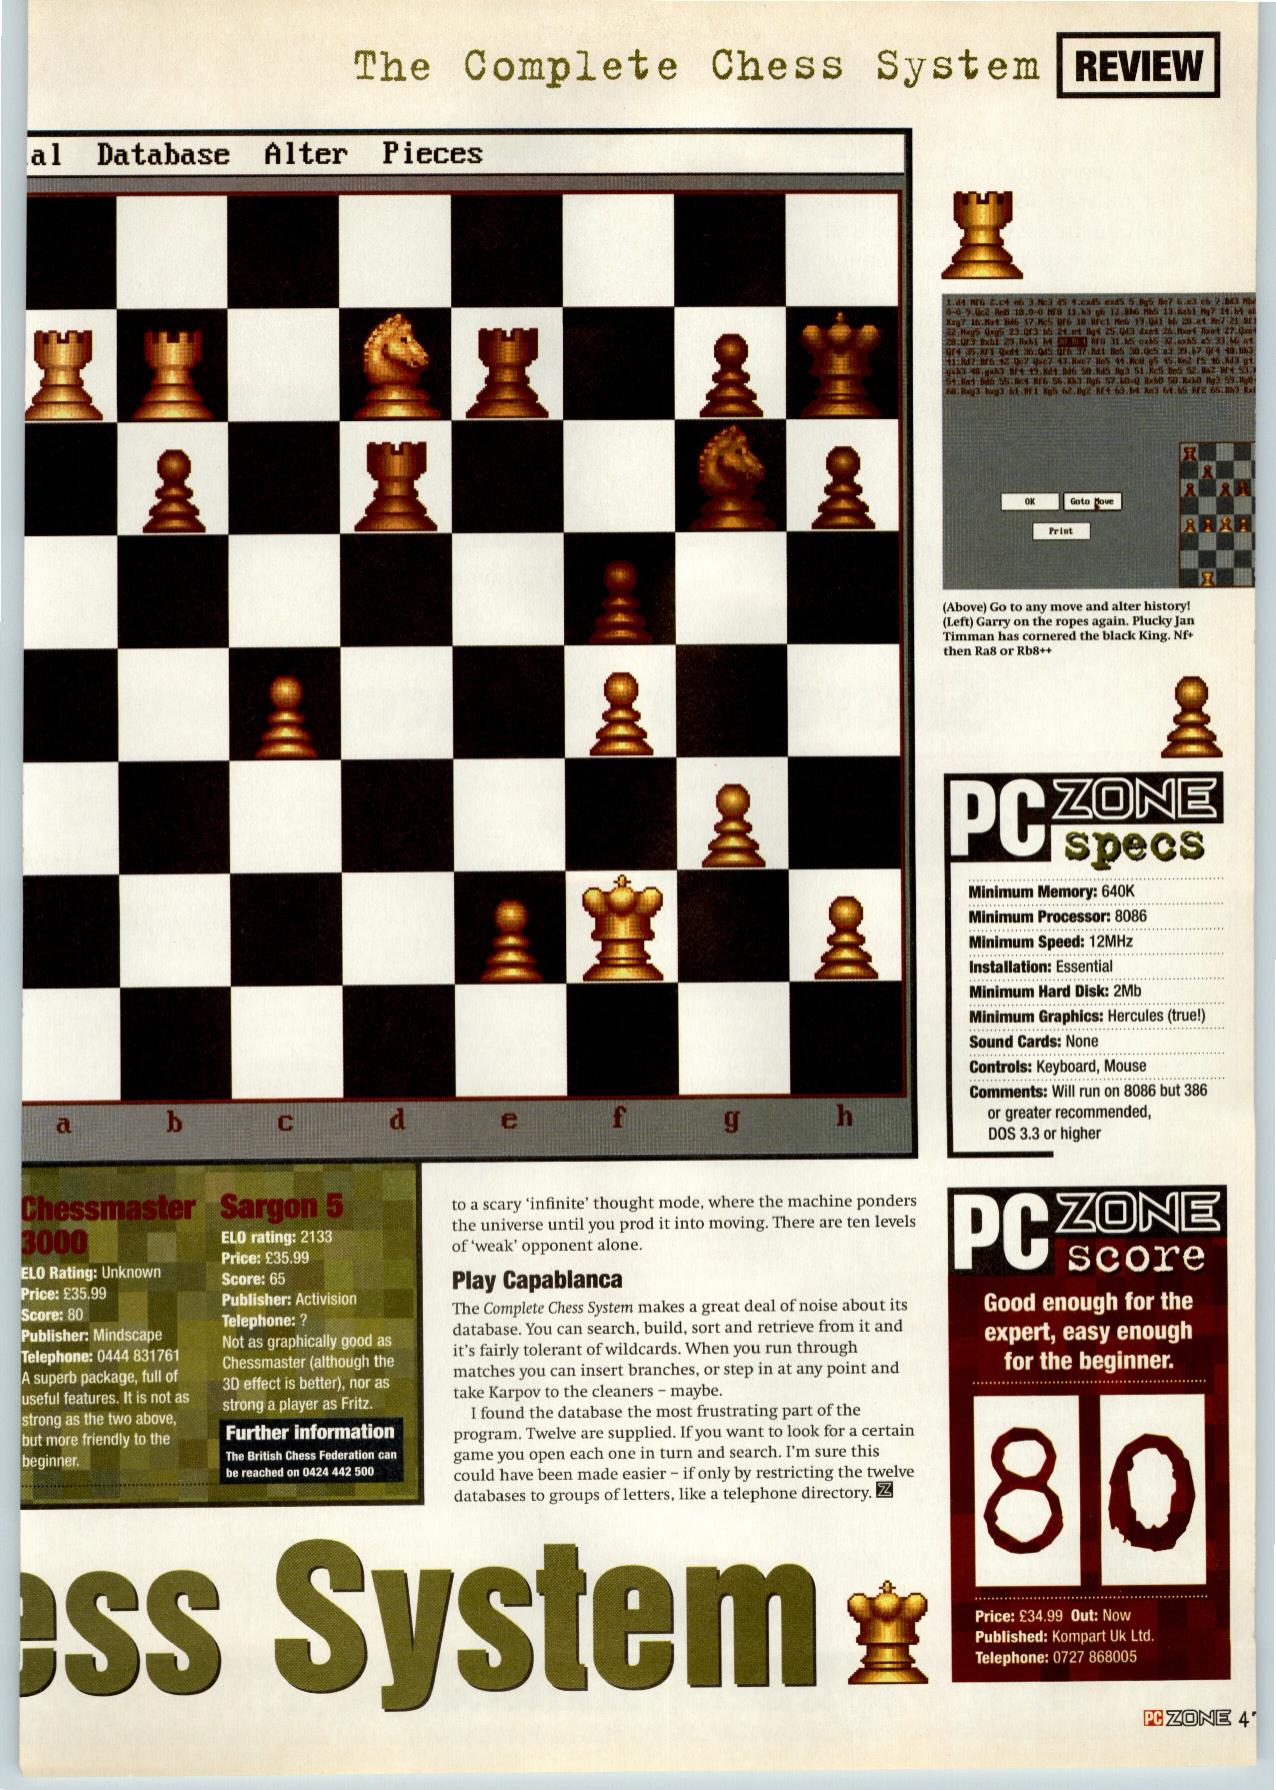 The Complete Chess System REVIEW
al Database Alter Pieces
a b c d e f g h
OK Goto Move
Print
(Above) Go to any move and alter history!
(Left) Garry on the ropes again. Plucky Jan
Timman has cornered the black King. Nf+
then Ra8 or Rb8++
PC ZONE
specs
Minimum Memory: 640K
Minimum Processor: 8086
Minimum Speed: 12MHz
Installation: Essential
Minimum Hard Disk: 2Mb
Minimum Graphics: Hercules (true!)
Sound Cards: None
Controls: Keyboard, Mouse
Comments: Will run on 8086 but 386
or greater recommended,
DOS 3.3 or higher
Chessmaster
3000
ELO Rating: Unknown
Price: £35.99
Score: 80
Publisher: Mindscape
Telephone: 0444 831761
A superb package, full of
useful features. It is not as
strong as the two above,
but more friendly to the
beginner.
Sargon 5
ELO rating: 2133
Price: £35.99
Score: 65
Publisher: Activision
Telephone: ?
Not as graphically good as
Chessmaster (although the
3D effect is better), nor as
strong a player as Fritz.
Further information
The British Chess Federation can
be reached on 0424 442 500
to a scary ‘infinite’ thought mode, where the machine ponders
the universe until you prod it into moving. There are ten levels
of ‘weak’ opponent alone.
Play Capablanca
The Complete Chess System makes a great deal of noise about its
database. You can search, build, sort and retrieve from it and
it's fairly tolerant of wildcards. When you run through
matches you can insert branches, or step in at any point and
take Karpov to the cleaners – maybe.
I found the database the most frustrating part of the
program. Twelve are supplied. If you want to look for a certain
game you open each one in turn and search. I'm sure this
could have been made easier – if only by restricting the twelve
databases to groups of letters, like a telephone directory. Z
PC ZONE
score
Good enough for the
expert, easy enough
for the beginner.
80
Price: £34.99 Out: Now
Published: Kompart Uk Ltd.
Telephone: 0727 868005
ess System
PC ZONE 4